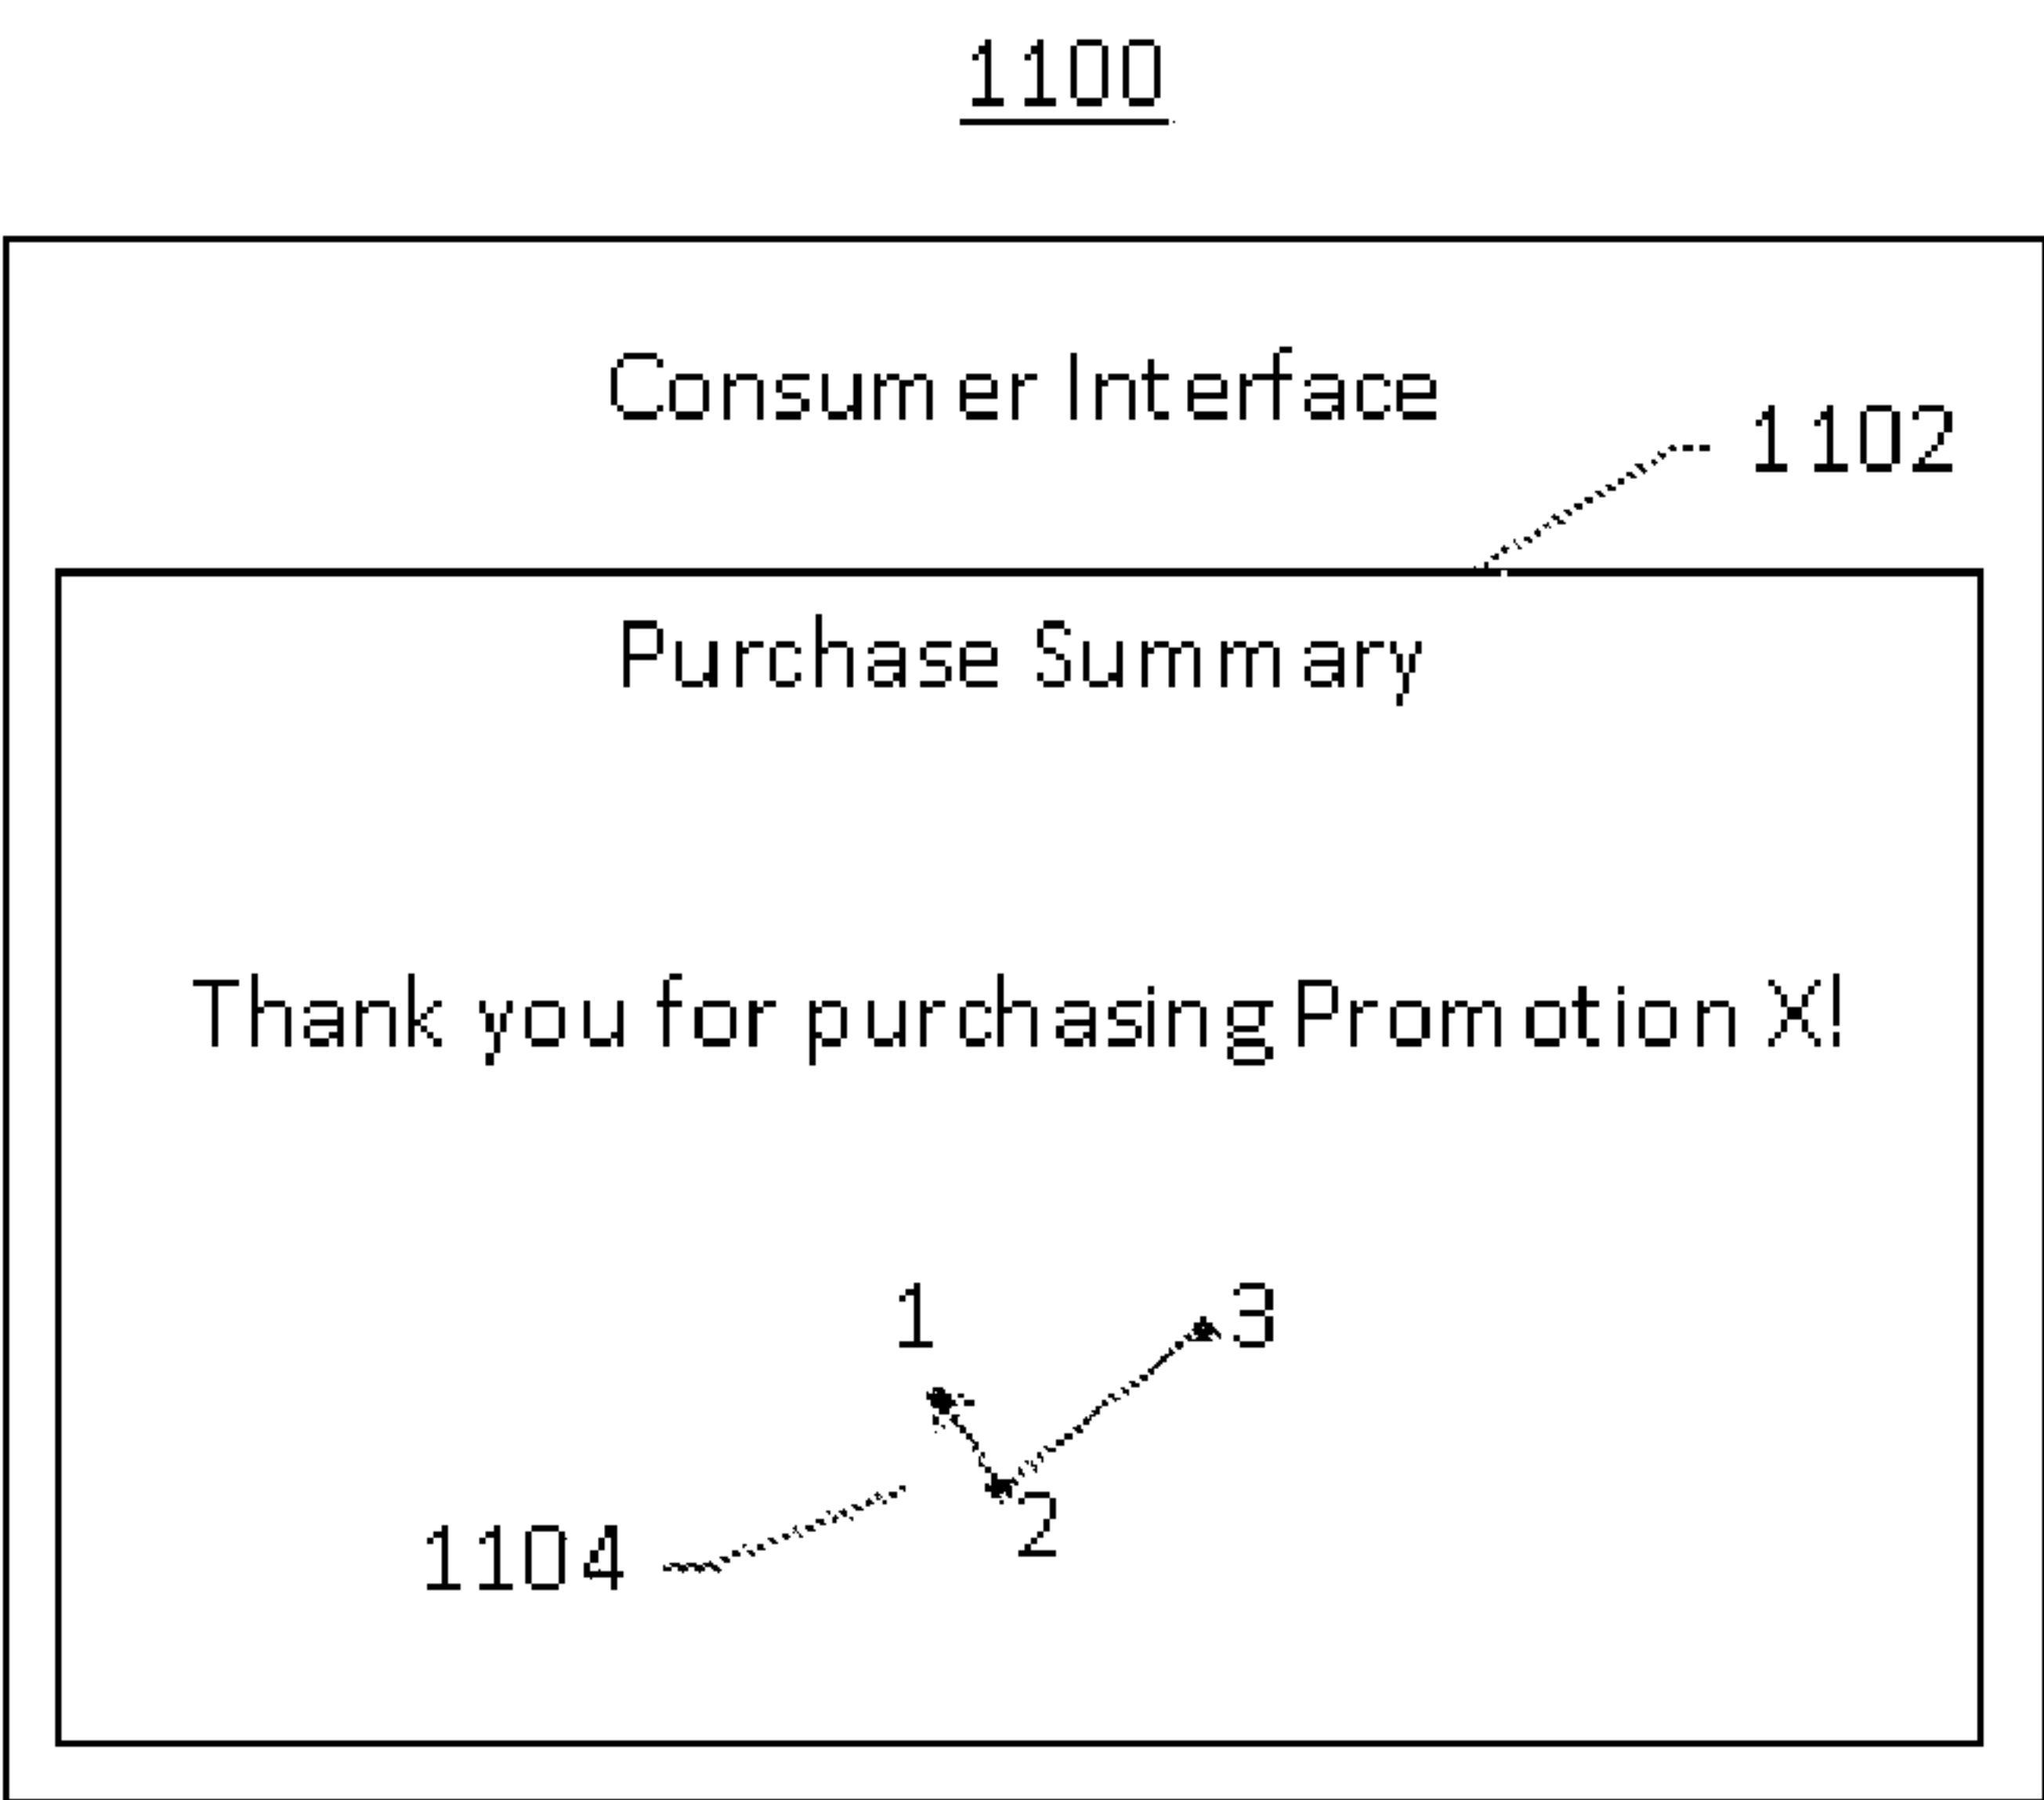 1100
Consumer Interface
1102
Purchase Summary
Thank you for purchasing Promotion X!
1
3
2
1104